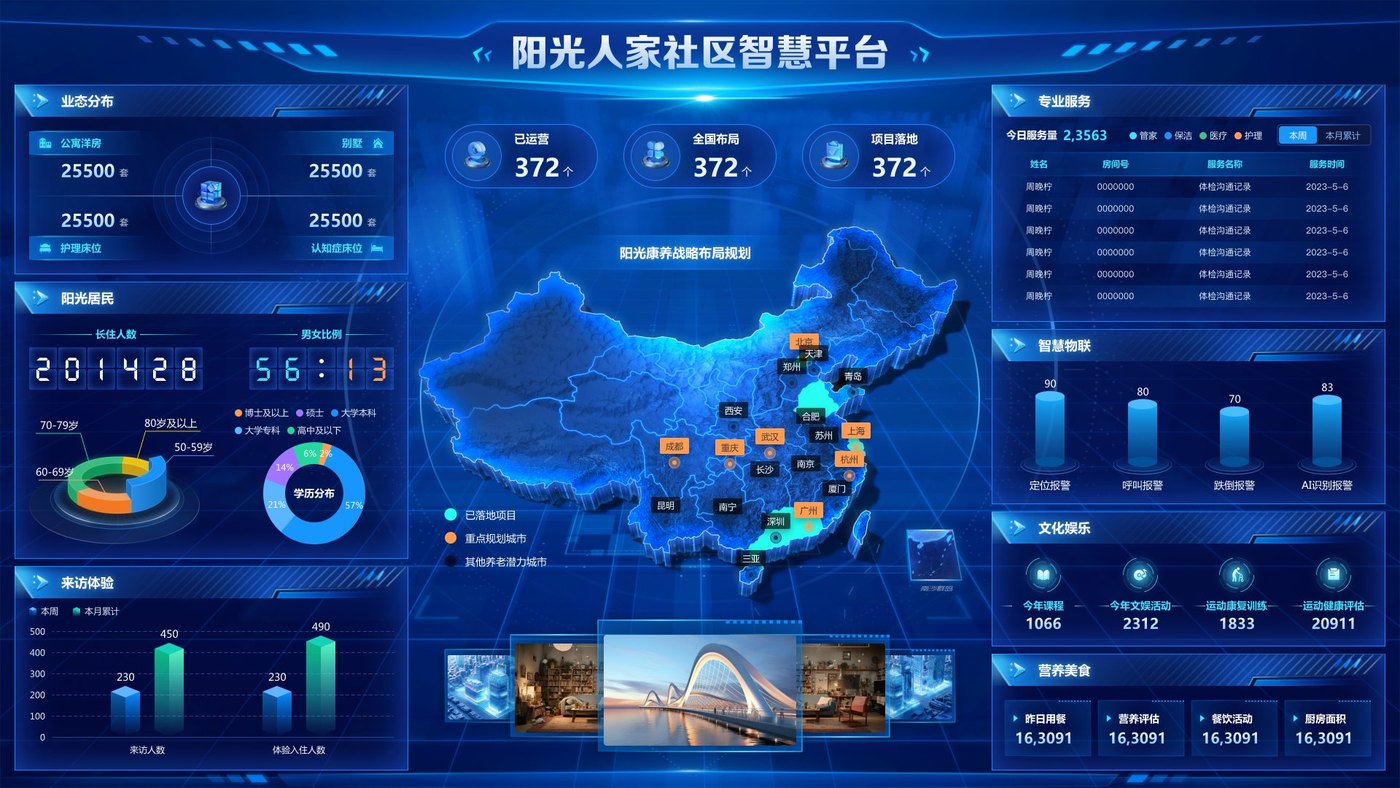 阳光人家社区智慧平台
业态分布
公寓洋房
别墅
25500 套
25500 套
25500 套
25500 套
护理床位
认知症床位
阳光居民
长住人数
男女比例
201428
56:13
70-79岁
80岁及以上
50-59岁
60-69岁
博士及以上 硕士 大学本科
大学专科 高中及以下
6% 2%
14%
21%
57%
学历分布
来访体验
本周 本月累计
500
400
300
200
100
0
230
450
230
490
来访人数
体验入住人数
已运营
372个
全国布局
372个
项目落地
372个
阳光康养战略布局规划
北京
天津
郑州
青岛
西安
合肥
苏州
上海
成都
重庆
武汉
杭州
长沙
南京
厦门
昆明
南宁
广州
深圳
三亚
已落地项目
重点规划城市
其他养老潜力城市
南沙群岛
专业服务
今日服务量 2,3563
管家 保洁 医疗 护理
本周 本月累计
姓名 房间号 服务名称 服务时间
周晚柠 0000000 体检沟通记录 2023-5-6
周晚柠 0000000 体检沟通记录 2023-5-6
周晚柠 0000000 体检沟通记录 2023-5-6
周晚柠 0000000 体检沟通记录 2023-5-6
周晚柠 0000000 体检沟通记录 2023-5-6
周晚柠 0000000 体检沟通记录 2023-5-6
智慧物联
90
80
70
83
定位报警
呼叫报警
跌倒报警
AI识别报警
文化娱乐
今年课程
1066
今年文娱活动
2312
运动康复训练
1833
运动健康评估
20911
营养美食
昨日用餐
16,3091
营养评估
16,3091
餐饮活动
16,3091
厨房面积
16,3091